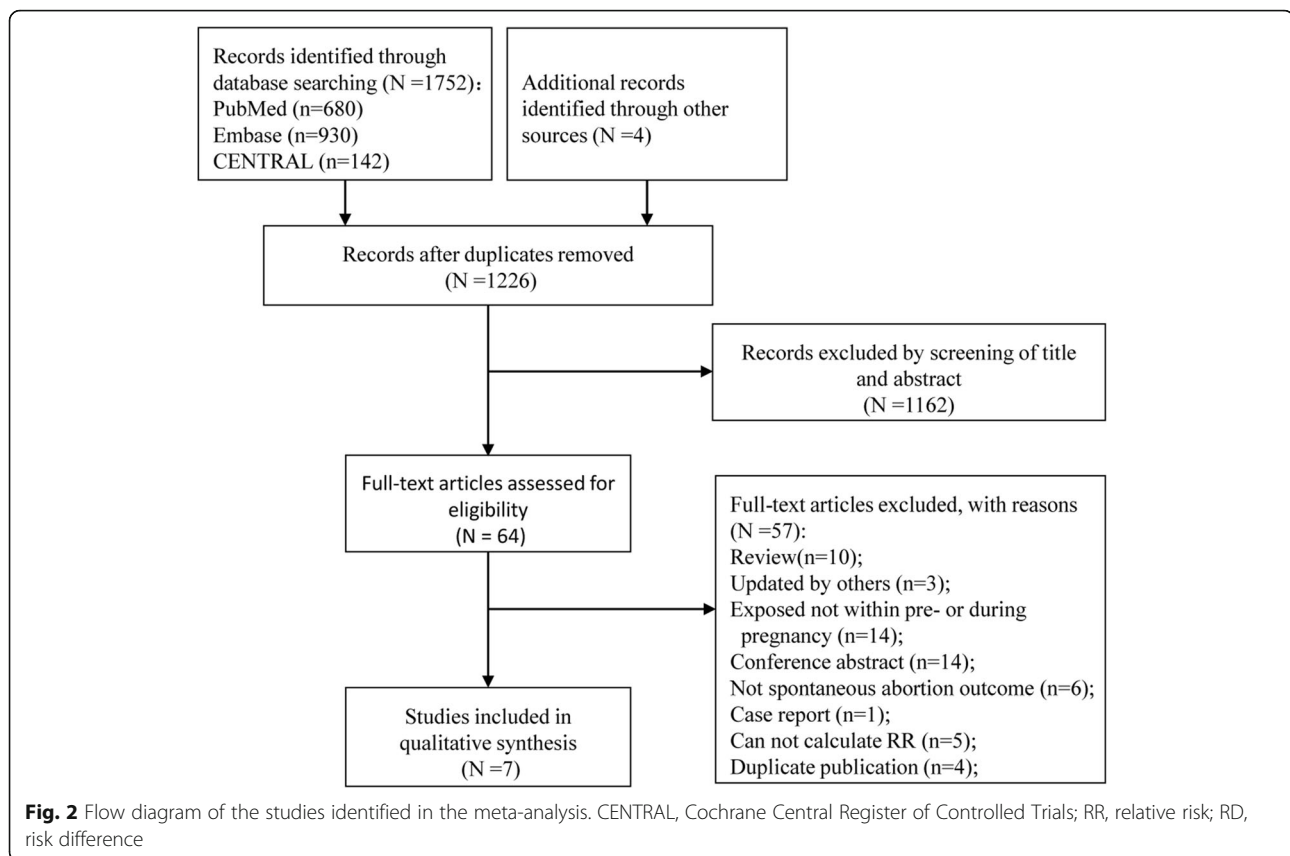 Records identified through
database searching (N =1752)：
PubMed (n=680)
Embase (n=930)
CENTRAL (n=142)
Additional records
identified through other
sources (N =4)
Records after duplicates removed
(N =1226)
Records excluded by screening of title
and abstract
(N =1162)
Full-text articles assessed for
eligibility
(N = 64)
Full-text articles excluded, with reasons
(N =57):
Review(n=10);
Updated by others (n=3);
Exposed not within pre- or during
pregnancy (n=14);
Conference abstract (n=14);
Not spontaneous abortion outcome (n=6);
Case report (n=1);
Can not calculate RR (n=5);
Duplicate publication (n=4);
Studies included in
qualitative synthesis
(N =7)
Fig. 2 Flow diagram of the studies identified in the meta-analysis. CENTRAL, Cochrane Central Register of Controlled Trials; RR, relative risk; RD,
risk difference